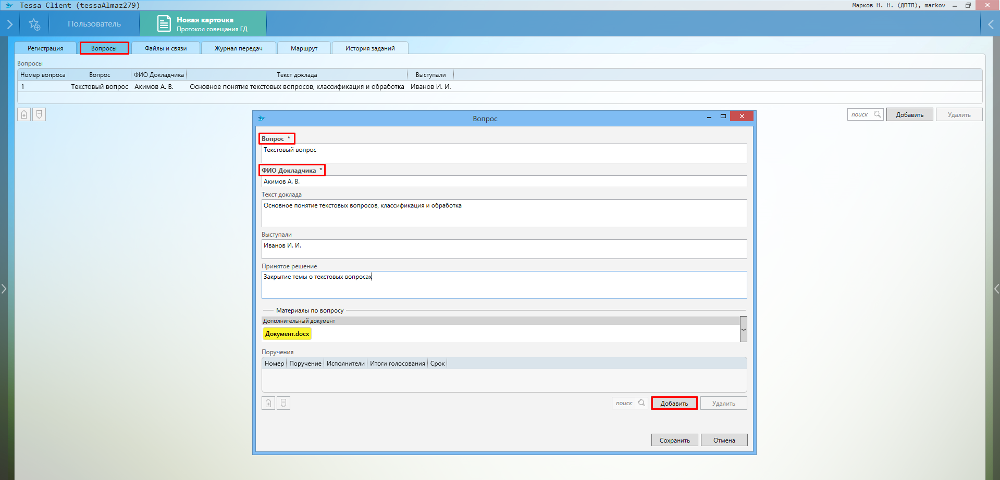 Tessa Client (tessaAlmaz279)
Марков Н. Н. (ДПТП), markov
Пользователь
Новая карточка
Протокол совещания ГД
Регистрация Вопросы Файлы и связи Журнал передач Маршрут История заданий
Вопросы
Номер вопроса Вопрос ФИО Докладчика Текст доклада Выступали
1 Текстовый вопрос Акимов А. В. Основное понятие текстовых вопросов, классификация и обработка Иванов И. И.
поиск Добавить Удалить
Вопрос
Вопрос *
Текстовый вопрос
ФИО Докладчика *
Акимов А. В.
Текст доклада
Основное понятие текстовых вопросов, классификация и обработка
Выступали
Иванов И. И.
Принятое решение
Закрытие темы о текстовых вопросах
Материалы по вопросу
Дополнительный документ
Документ.docx
Поручения
Номер Поручение Исполнители Итоги голосования Срок
поиск Добавить Удалить
Сохранить Отмена